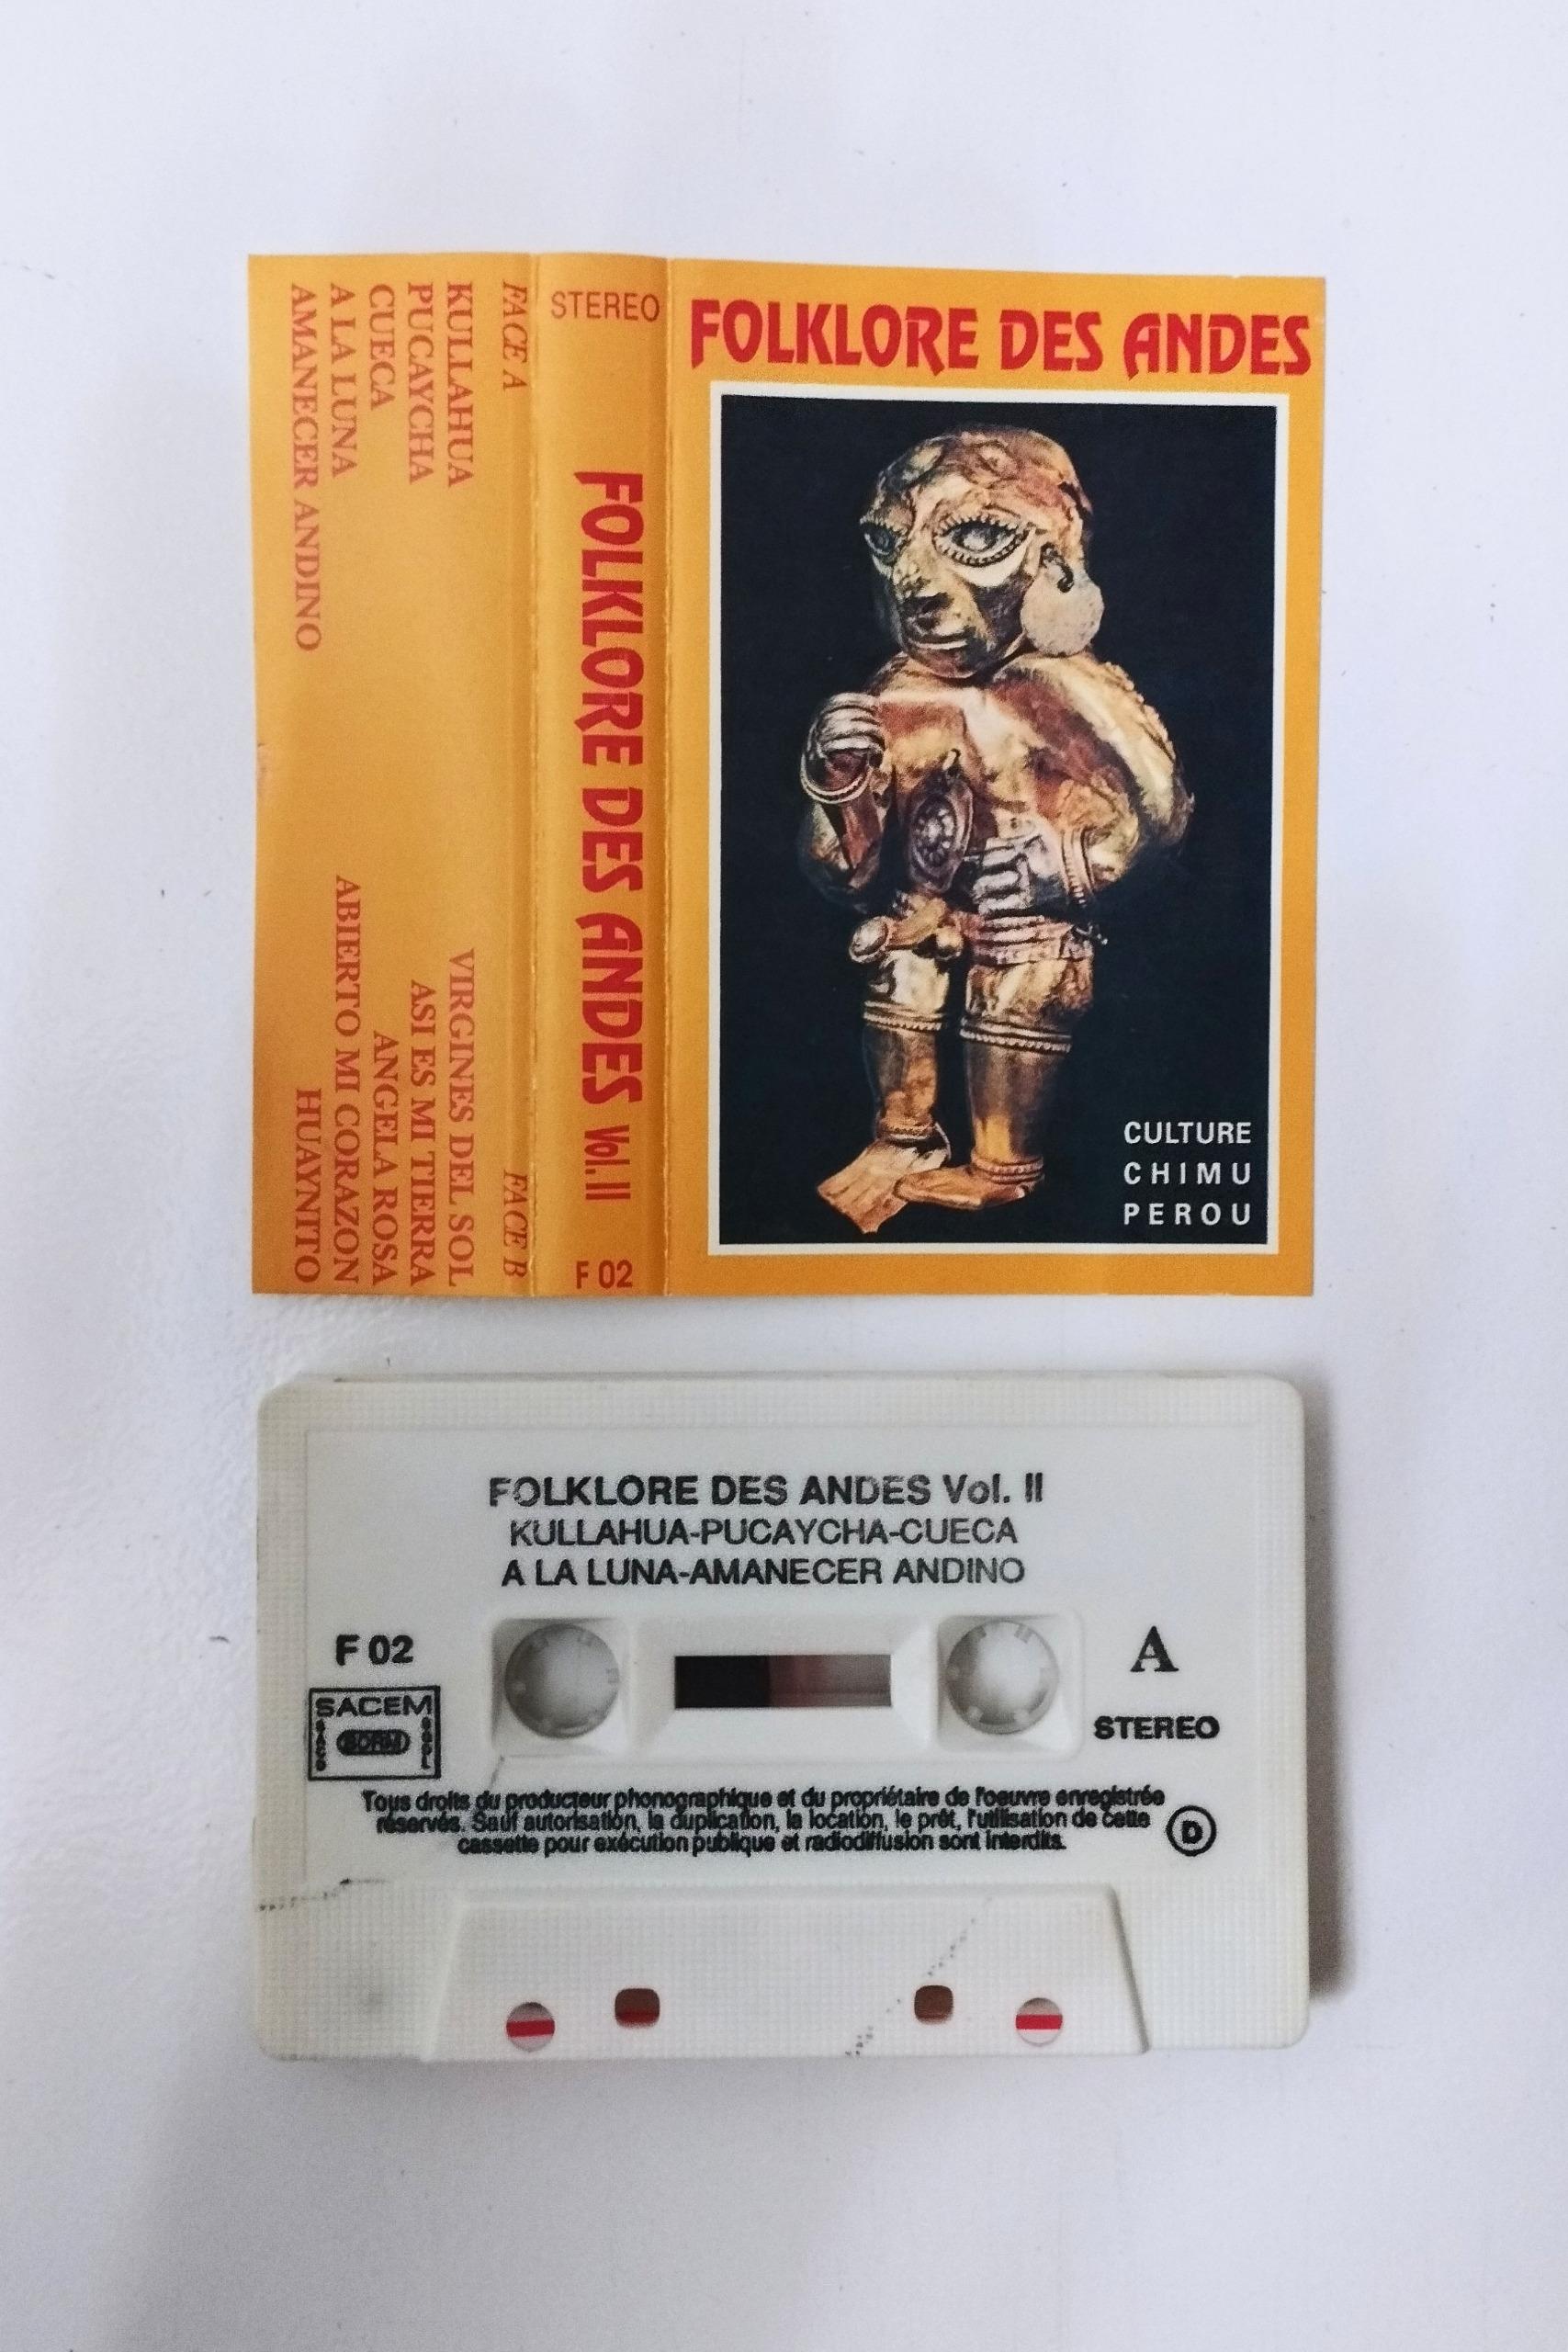 FOLKLORE DES ANDES
CULTURE
CHIMU
PEROU
STEREO
FOLKLORE DES ANDES Vol. II
F 02
FACE A
KULLAHUA
PUCAYCHA
CUECA
A LA LUNA
AMANECER ANDINO
FACE B
VIRGINES DEL SOL
ASI ES MI TIERRA
ANGELA ROSA
ABIERTO MI CORAZON
HUAYNITO
FOLKLORE DES ANDES Vol. II
KULLAHUA-PUCAYCHA-CUECA
A LA LUNA-AMANECER ANDINO
F 02
A
SACEM
SDRM
STEREO
Tous droits du producteur phonographique et du propriétaire de l'oeuvre enregistrée
réservés. Sauf autorisation, la duplication, la location, le prêt, l'utilisation de cette
cassette pour exécution publique et radiodiffusion sont interdits.
D